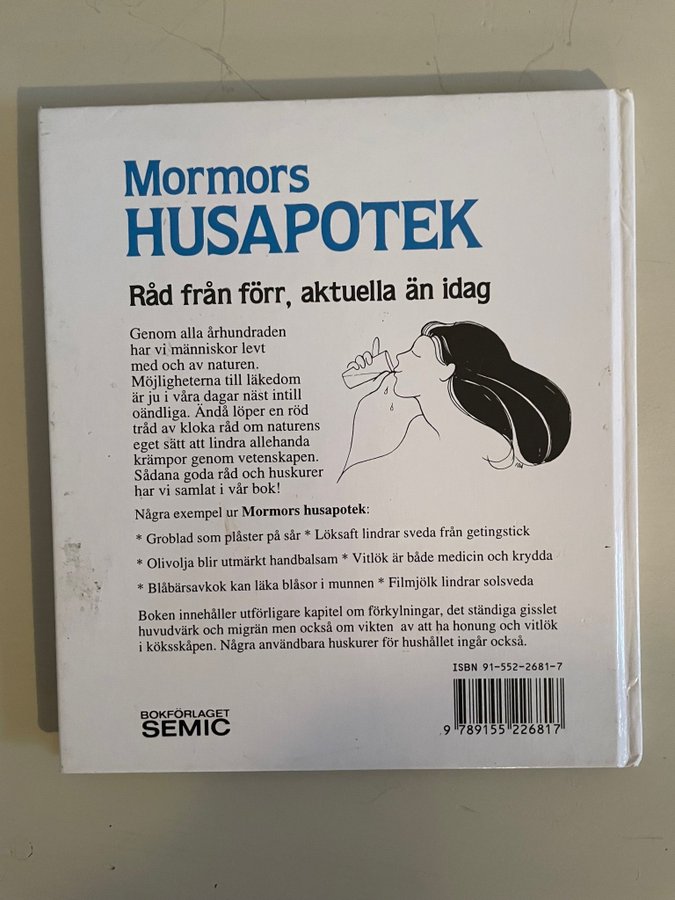 Mormors
HUSAPOTEK
Råd från förr, aktuella än idag
Genom alla århundraden
har vi människor levt
med och av naturen.
Möjligheterna till läkedom
är ju i våra dagar näst intill
oändliga. Ändå löper en röd
tråd av kloka råd om naturens
eget sätt att lindra allehanda
krämpor genom vetenskapen.
Sådana goda råd och huskurer
har vi samlat i vår bok!
Några exempel ur Mormors husapotek:
* Groblad som plåster på sår * Löksaft lindrar sveda från getingstick
* Olivolja blir utmärkt handbalsam * Vitlök är både medicin och krydda
* Blåbärsavkok kan läka blåsor i munnen * Filmjölk lindrar solsveda
Boken innehåller utförligare kapitel om förkylningar, det ständiga gisslet
huvudvärk och migrän men också om vikten av att ha honung och vitlök
i köksskåpen. Några användbara huskurer för hushållet ingår också.
ISBN 91-552-2681-7
BOKFÖRLAGET
SEMIC
9 789155 226817